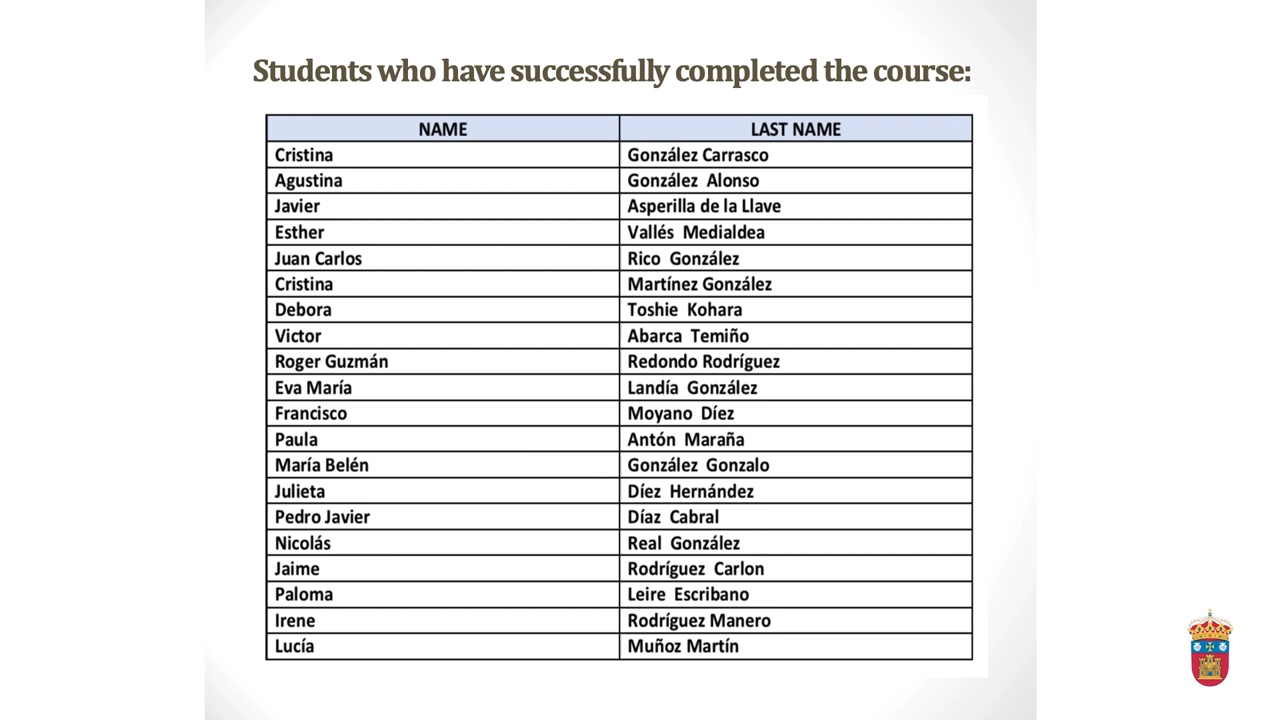 Students who have successfully completed the course:
NAME LAST NAME
Cristina González Carrasco
Agustina González Alonso
Javier Asperilla de la Llave
Esther Vallés Medialdea
Juan Carlos Rico González
Cristina Martínez González
Debora Toshie Kohara
Victor Abarca Temiño
Roger Guzmán Redondo Rodríguez
Eva María Landía González
Francisco Moyano Díez
Paula Antón Maraña
María Belén González Gonzalo
Julieta Díez Hernández
Pedro Javier Díaz Cabral
Nicolás Real González
Jaime Rodríguez Carlon
Paloma Leire Escribano
Irene Rodríguez Manero
Lucía Muñoz Martín